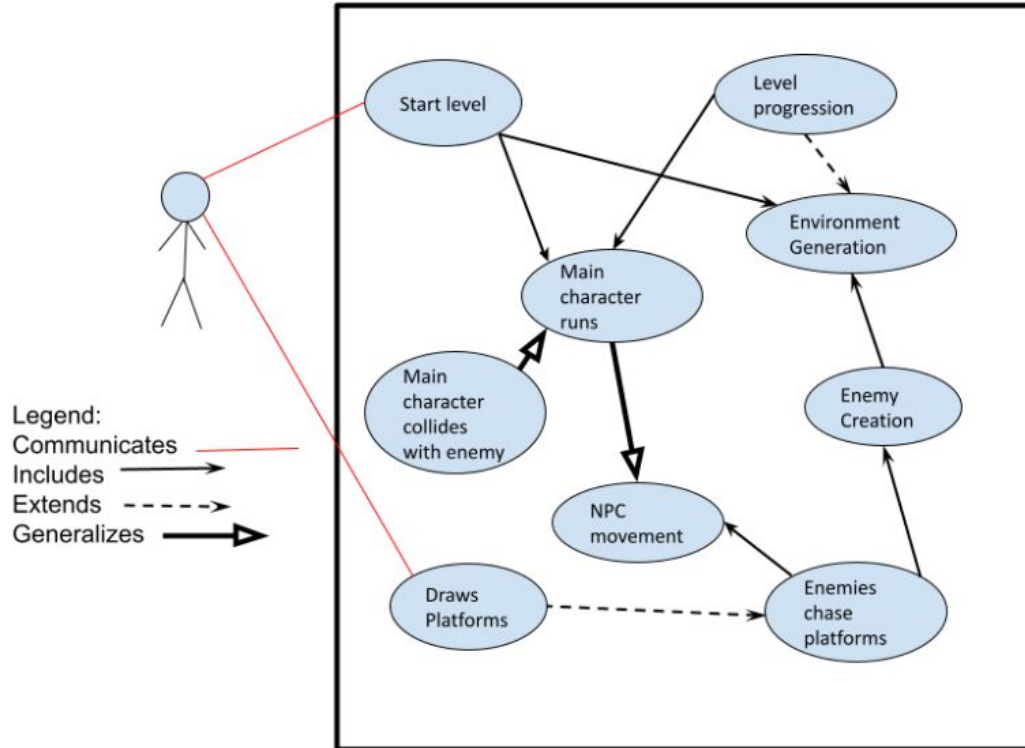 Start level
Level
progression
Environment
Generation
Main
character
runs
Main
character
collides
with enemy
Enemy
Creation
Legend:
Communicates
Includes
Extends
Generalizes
NPC
movement
Draws
Platforms
Enemies
chase
platforms